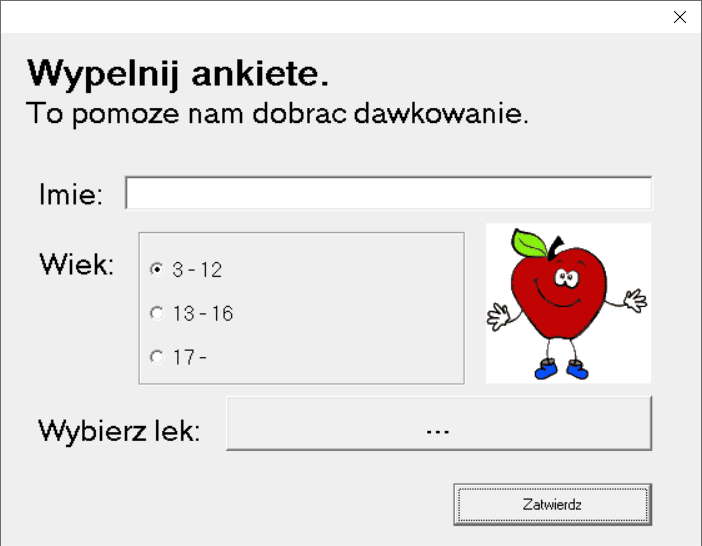 Wypelnij ankiete.
To pomoze nam dobrac dawkowanie.
Imie:
Wiek:
3 - 12
13 - 16
17 -
Wybierz lek:
...
Zatwierdz